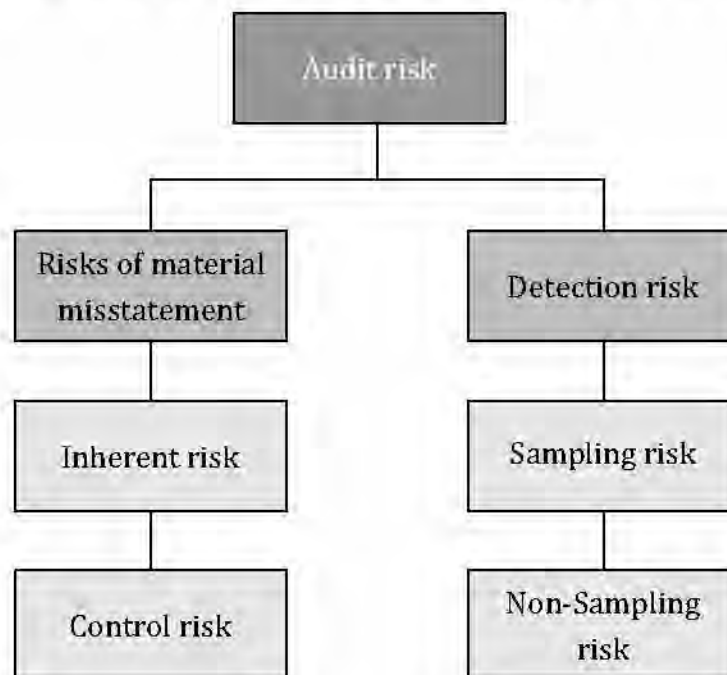 Audit risk
Risks of material
misstatement
Detection risk
Inherent risk
Sampling risk
Control risk
Non-Sampling
risk